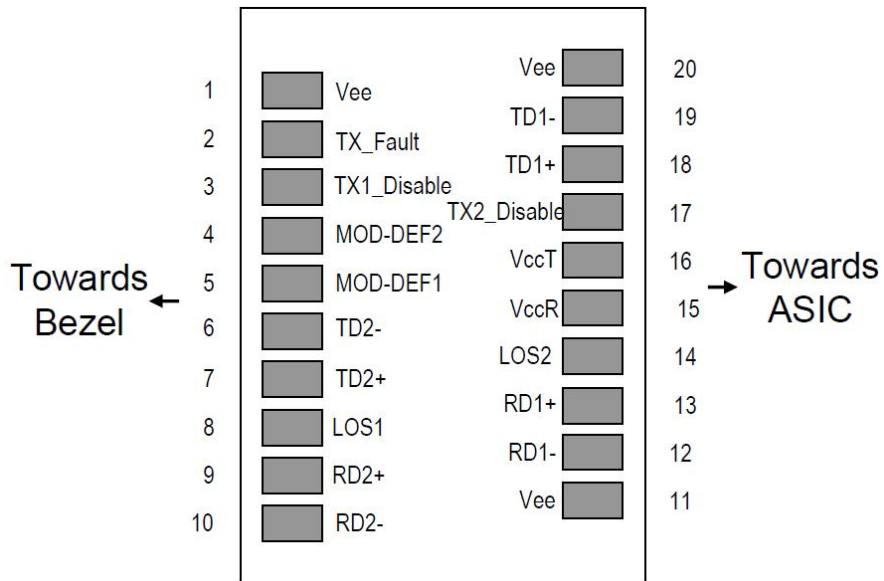 Towards
Bezel
1 Vee
2 TX_Fault
3 TX1_Disable
4 MOD-DEF2
5 MOD-DEF1
6 TD2-
7 TD2+
8 LOS1
9 RD2+
10 RD2-
Vee 20
TD1- 19
TD1+ 18
TX2_Disable 17
VccT 16
VccR 15
LOS2 14
RD1+ 13
RD1- 12
Vee 11
Towards
ASIC